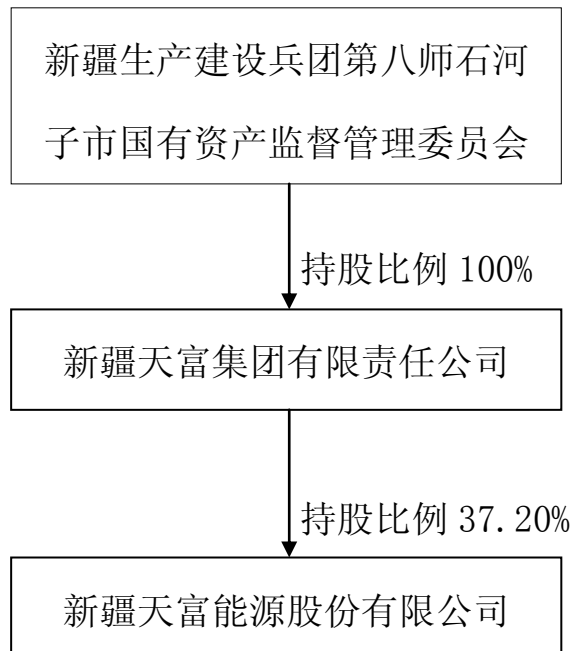 新疆生产建设兵团第八师石河
子市国有资产监督管理委员会
持股比例 100%
新疆天富集团有限责任公司
持股比例 37.20%
新疆天富能源股份有限公司